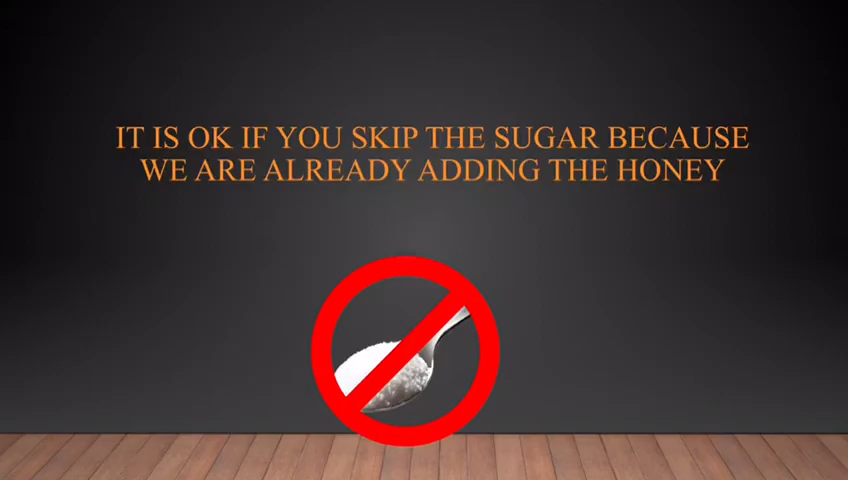 IT IS OK IF YOU SKIP THE SUGAR BECAUSE
WE ARE ALREADY ADDING THE HONEY